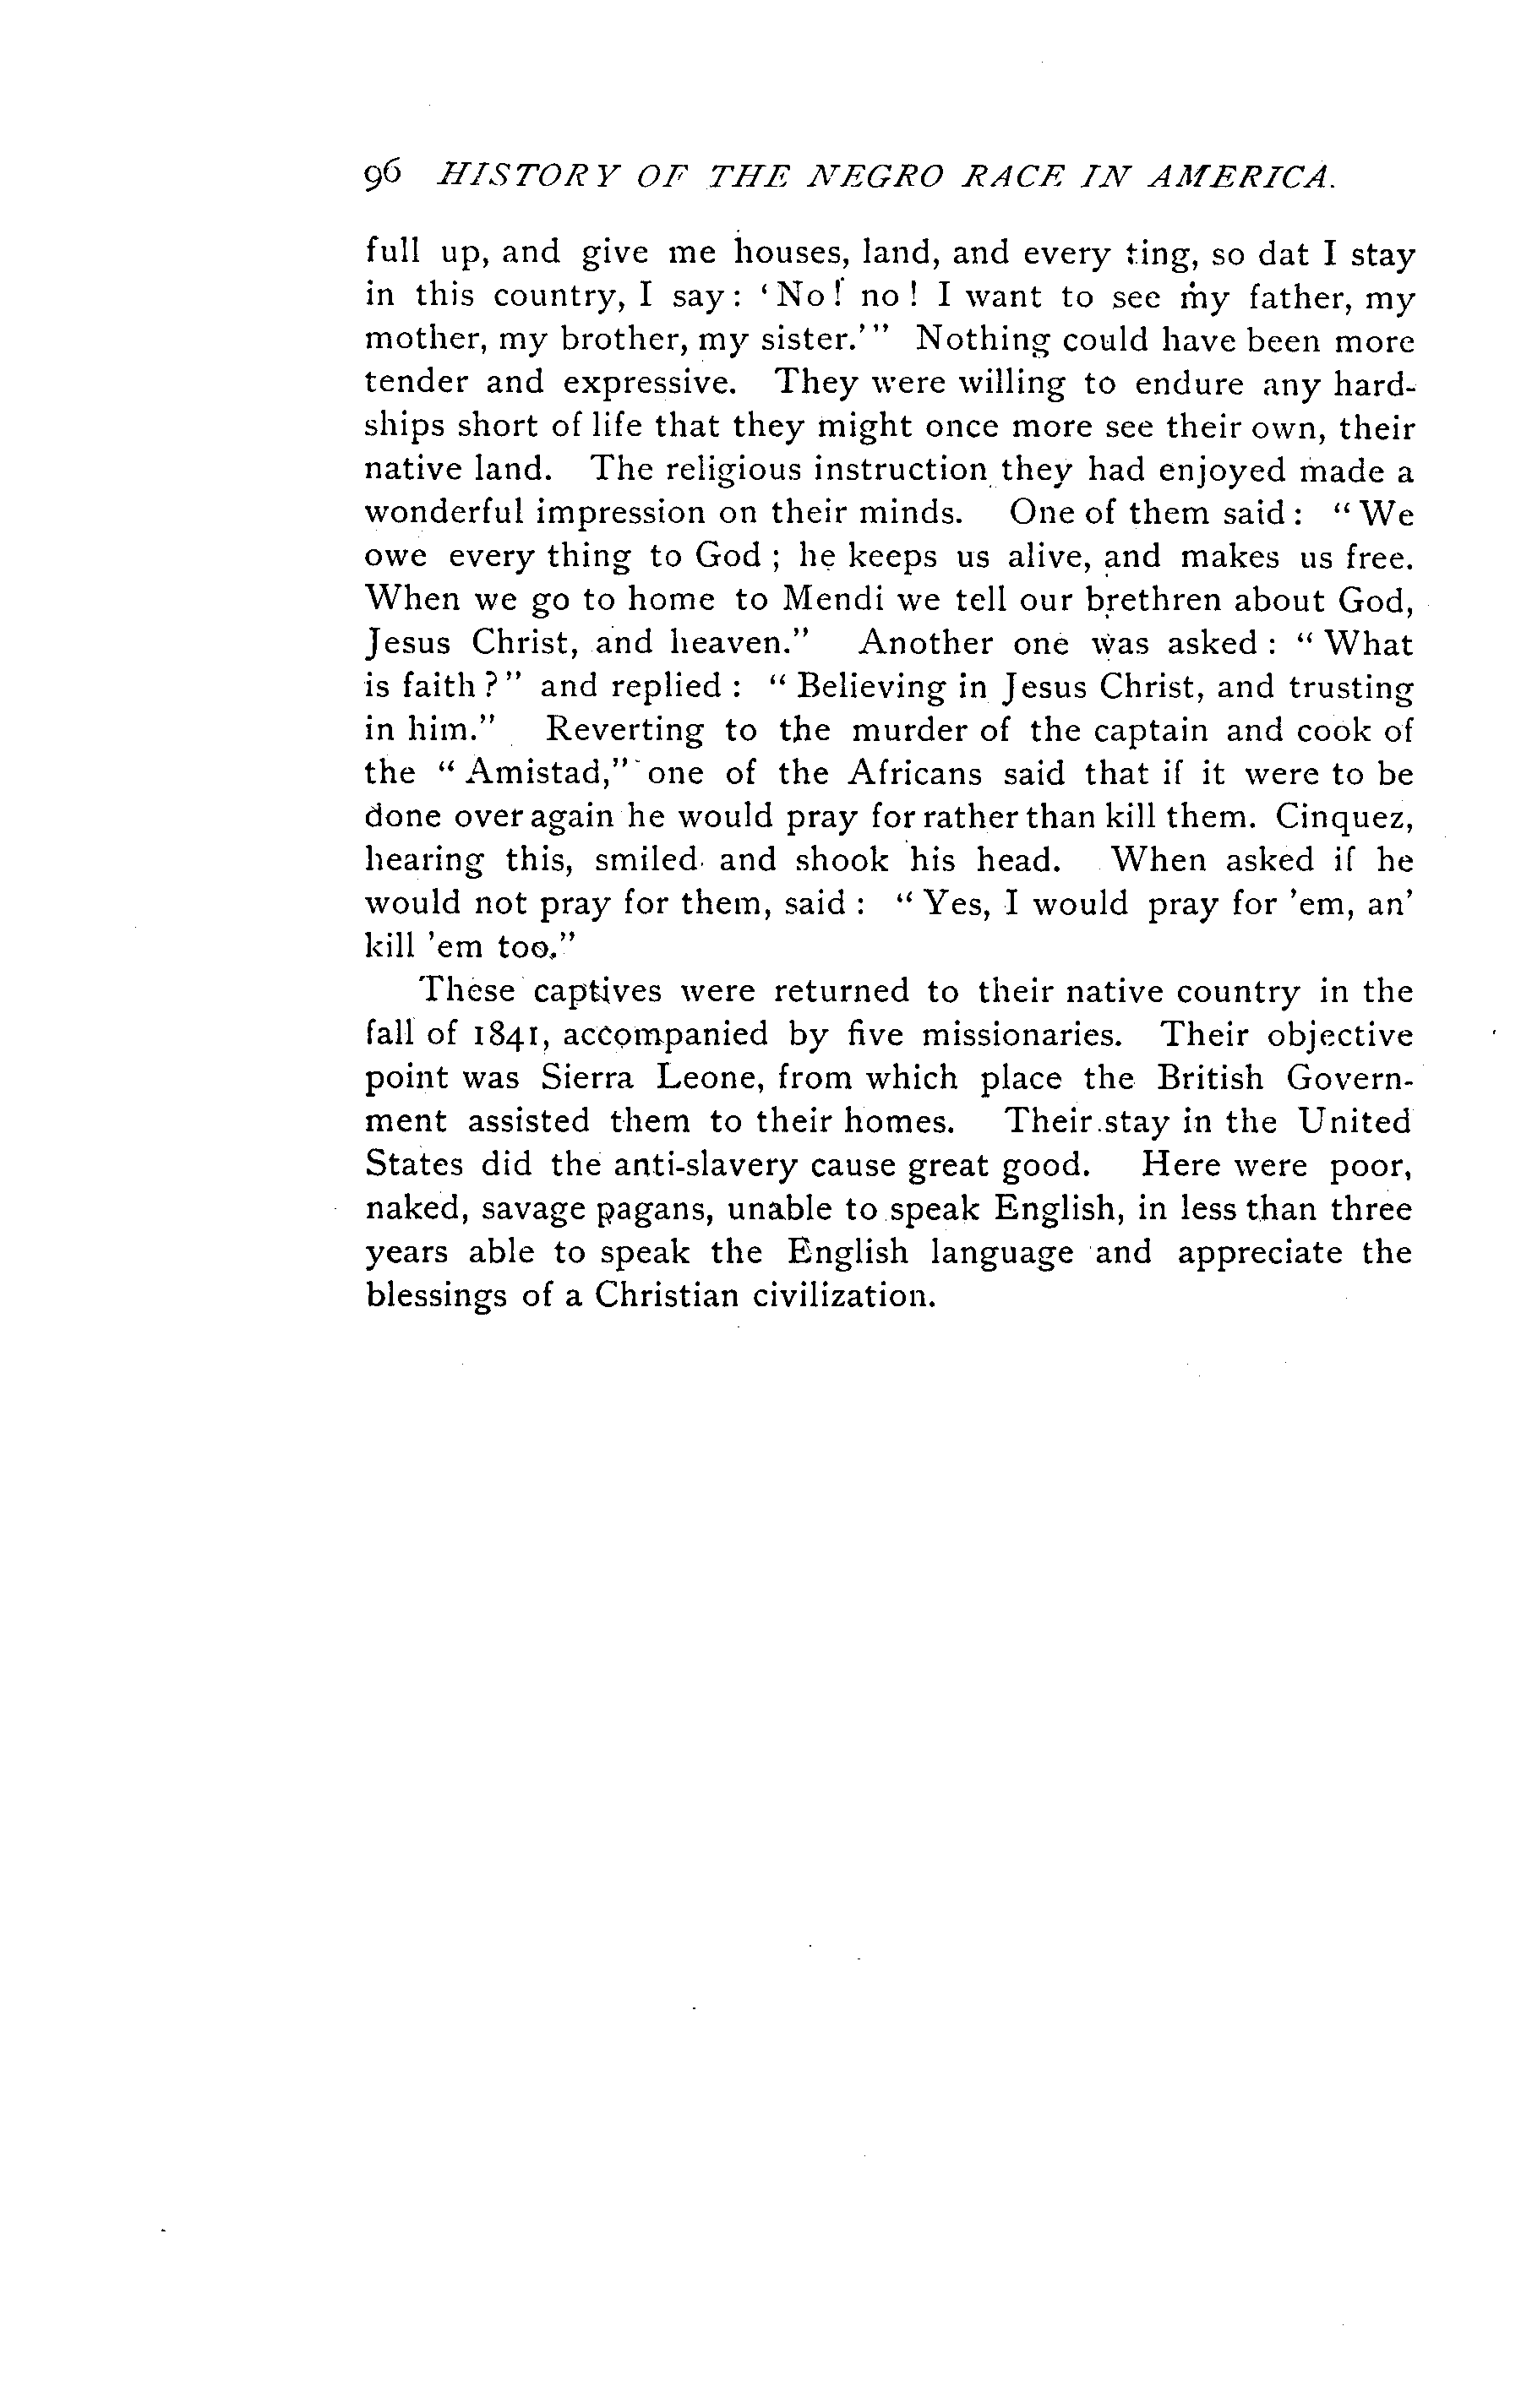 96 HISTORY OF THE NEGRO RACE IN AMERICA.
full up, and give me houses, land, and every ting, so dat I stay
in this country, I say: 'No! no! I want to see my father, my
mother, my brother, my sister.'" Nothing could have been more
tender and expressive. They were willing to endure any hard-
ships short of life that they might once more see their own, their
native land. The religious instruction they had enjoyed made a
wonderful impression on their minds. One of them said: "We
owe every thing to God; he keeps us alive, and makes us free.
When we go to home to Mendi we tell our brethren about God,
Jesus Christ, and heaven." Another one was asked: "What
is faith?" and replied: "Believing in Jesus Christ, and trusting
in him." Reverting to the murder of the captain and cook of
the "Amistad," one of the Africans said that if it were to be
done over again he would pray for rather than kill them. Cinquez,
hearing this, smiled and shook his head. When asked if he
would not pray for them, said: "Yes, I would pray for 'em, an'
kill 'em too."
These captives were returned to their native country in the
fall of 1841, accompanied by five missionaries. Their objective
point was Sierra Leone, from which place the British Govern-
ment assisted them to their homes. Their stay in the United
States did the anti-slavery cause great good. Here were poor,
naked, savage pagans, unable to speak English, in less than three
years able to speak the English language and appreciate the
blessings of a Christian civilization.